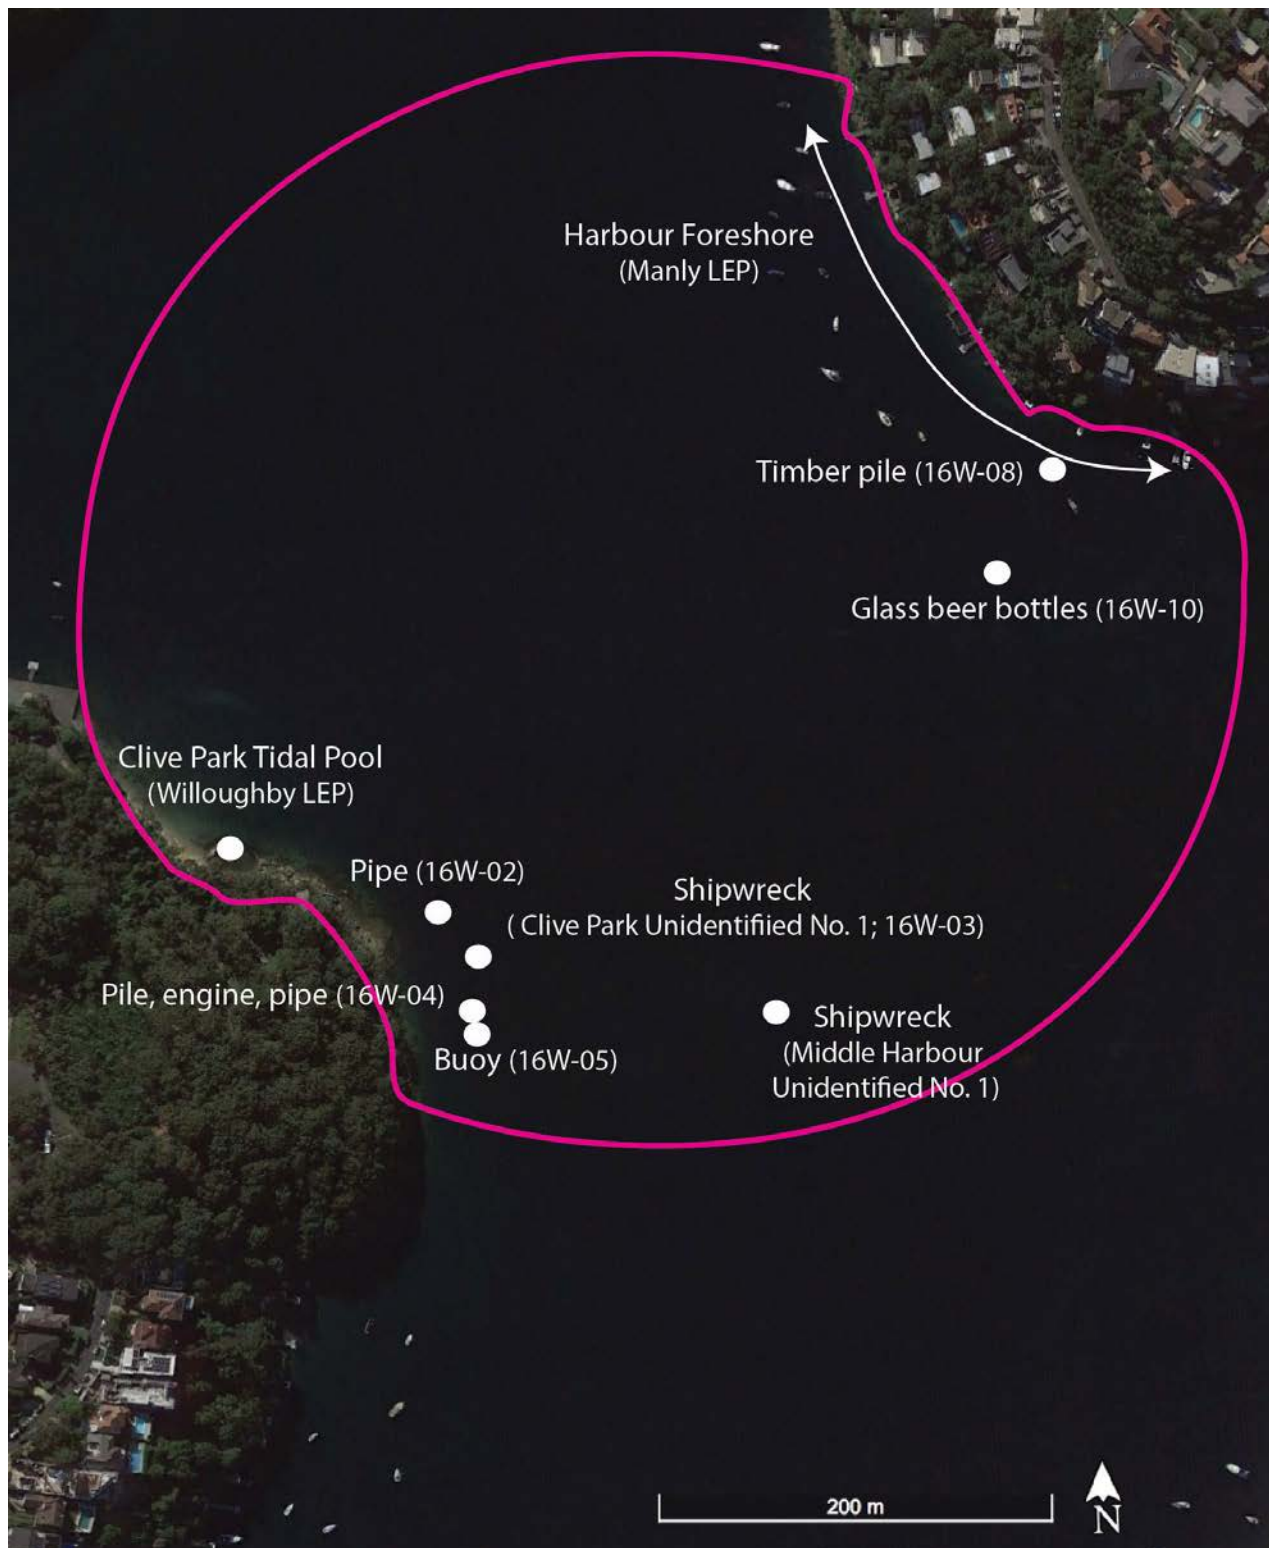 Harbour Foreshore
(Manly LEP)
Timber pile (16W-08)
Glass beer bottles (16W-10)
Clive Park Tidal Pool
(Willoughby LEP)
Pipe (16W-02)
Shipwreck
( Clive Park Unidentifiied No. 1; 16W-03)
Pile, engine, pipe (16W-04)
Buoy (16W-05)
Shipwreck
(Middle Harbour
Unidentified No. 1)
200 m
N